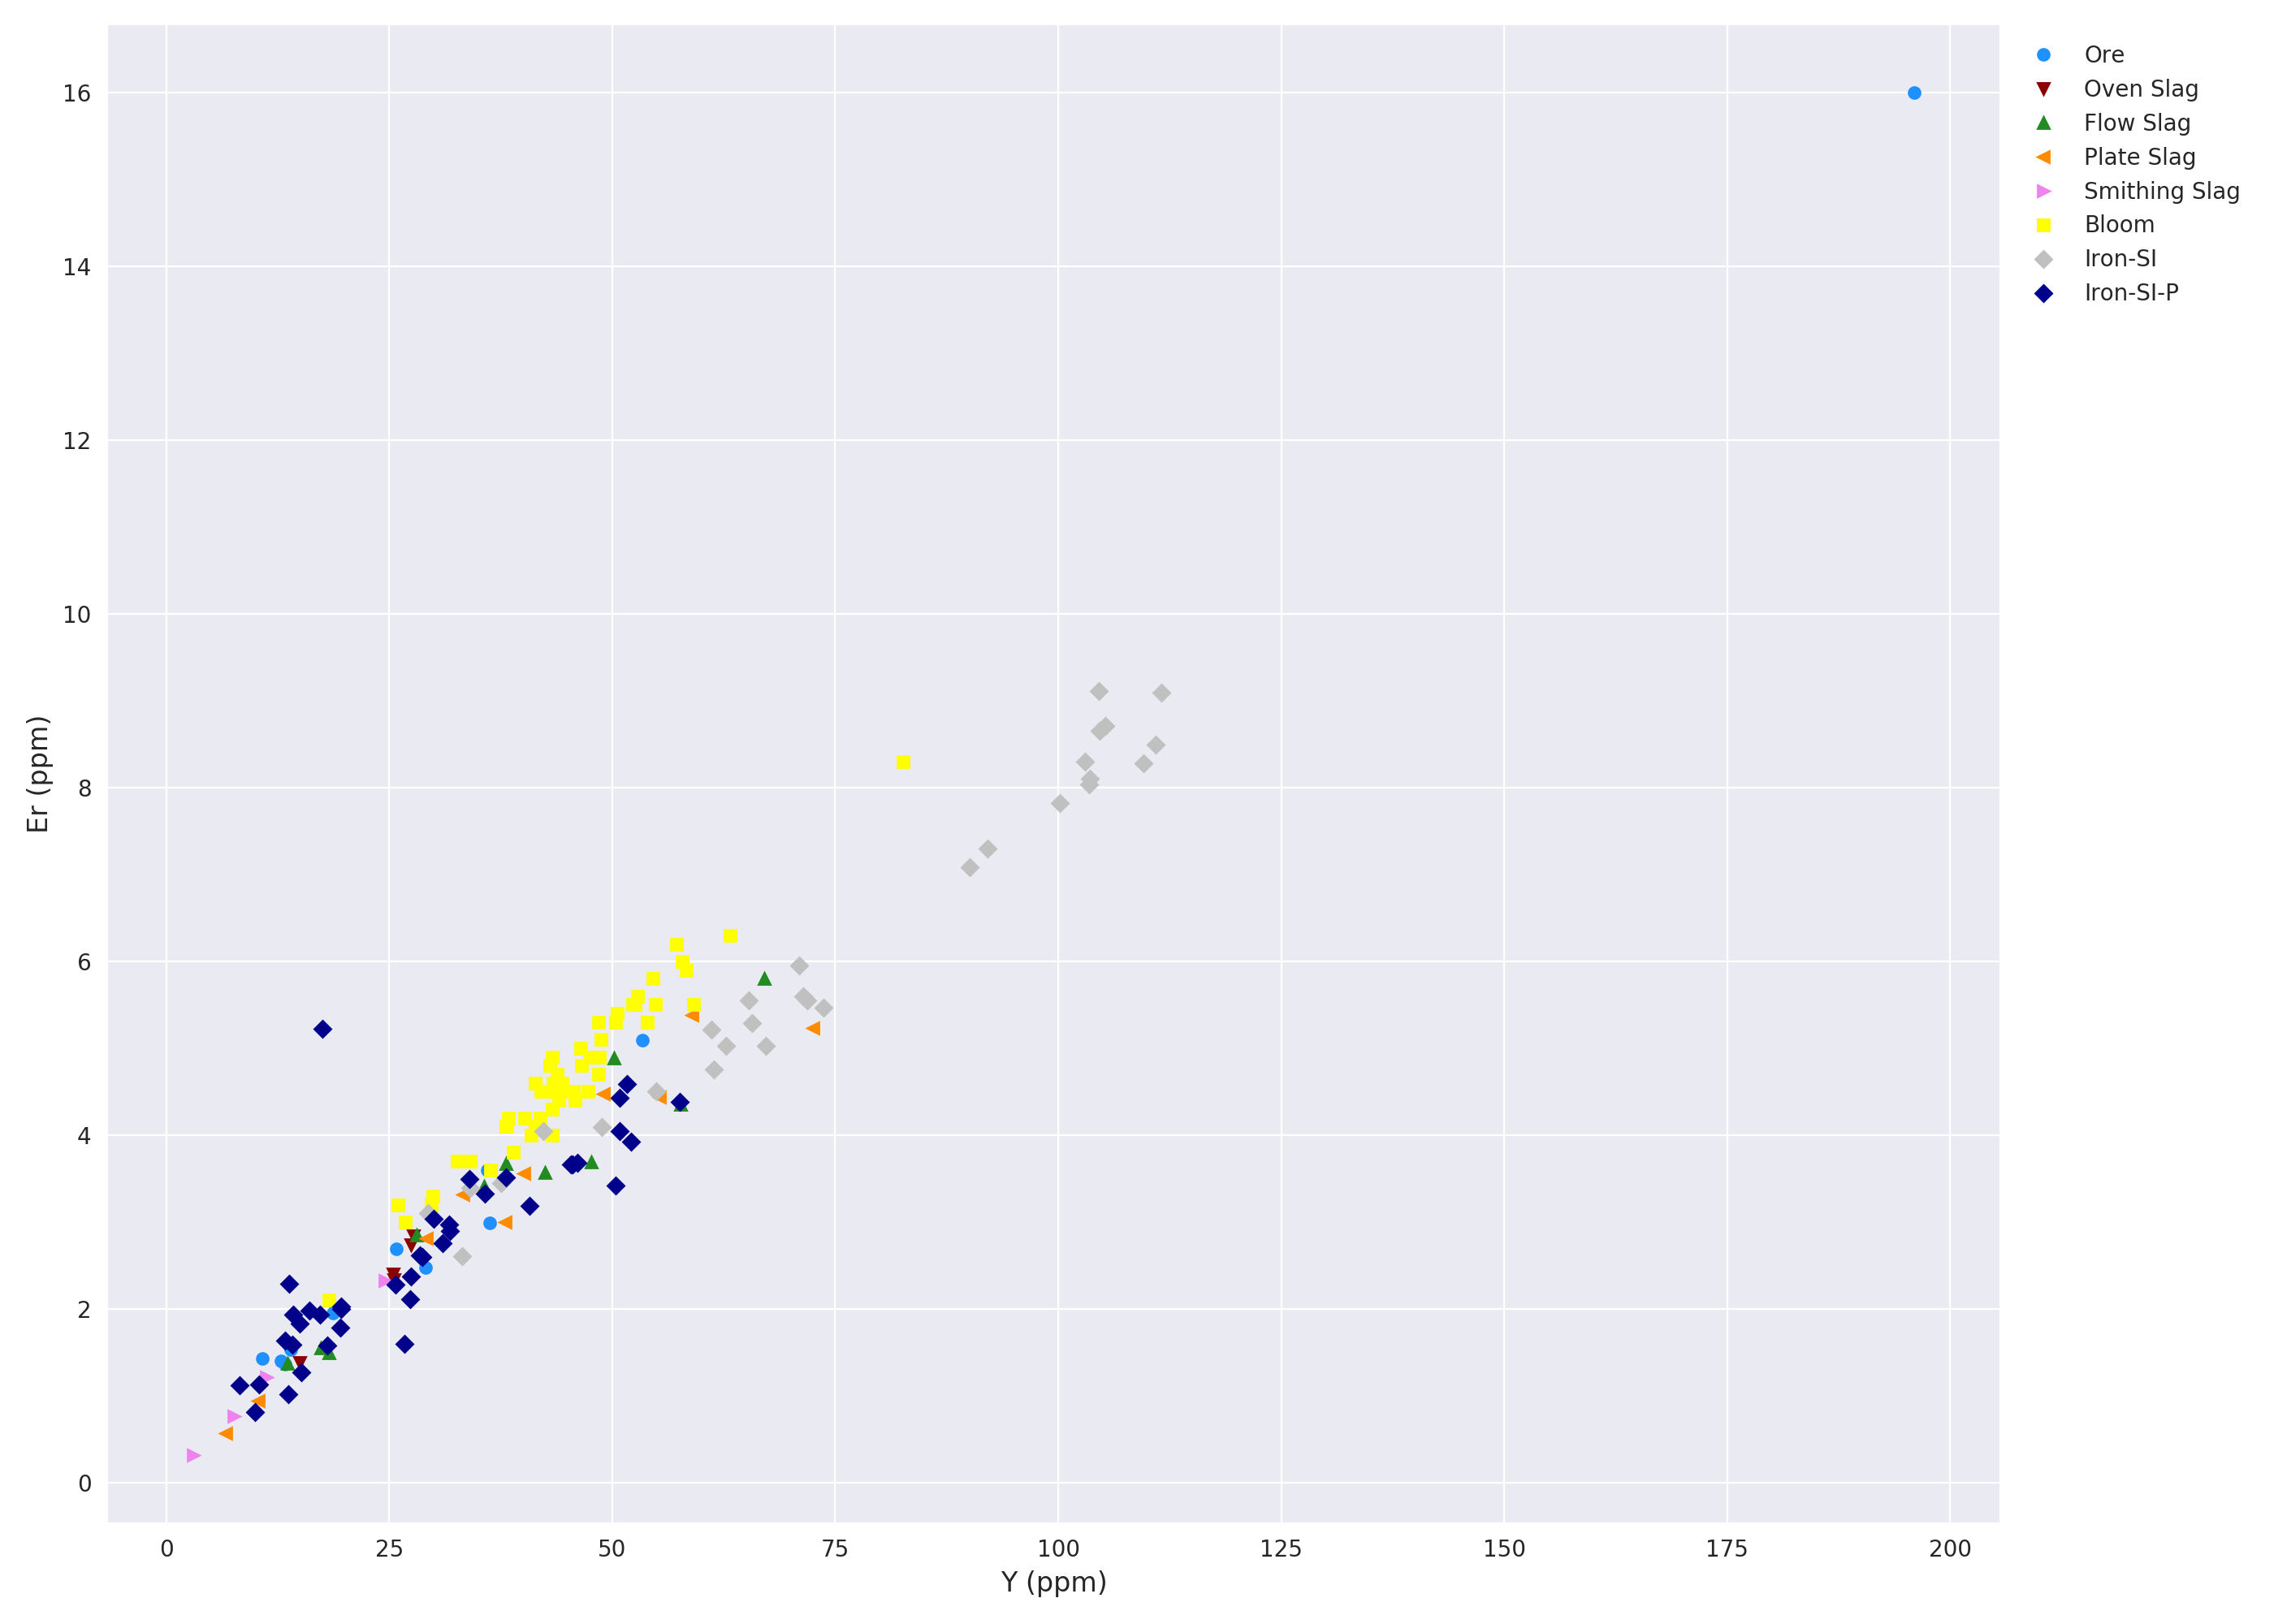 Ore
Oven Slag
Flow Slag
Plate Slag
Smithing Slag
Bloom
Iron-SI
Iron-SI-P
16
14
12
10
8
6
4
2
0
Er (ppm)
0 25 50 75 100 125 150 175 200
Y (ppm)